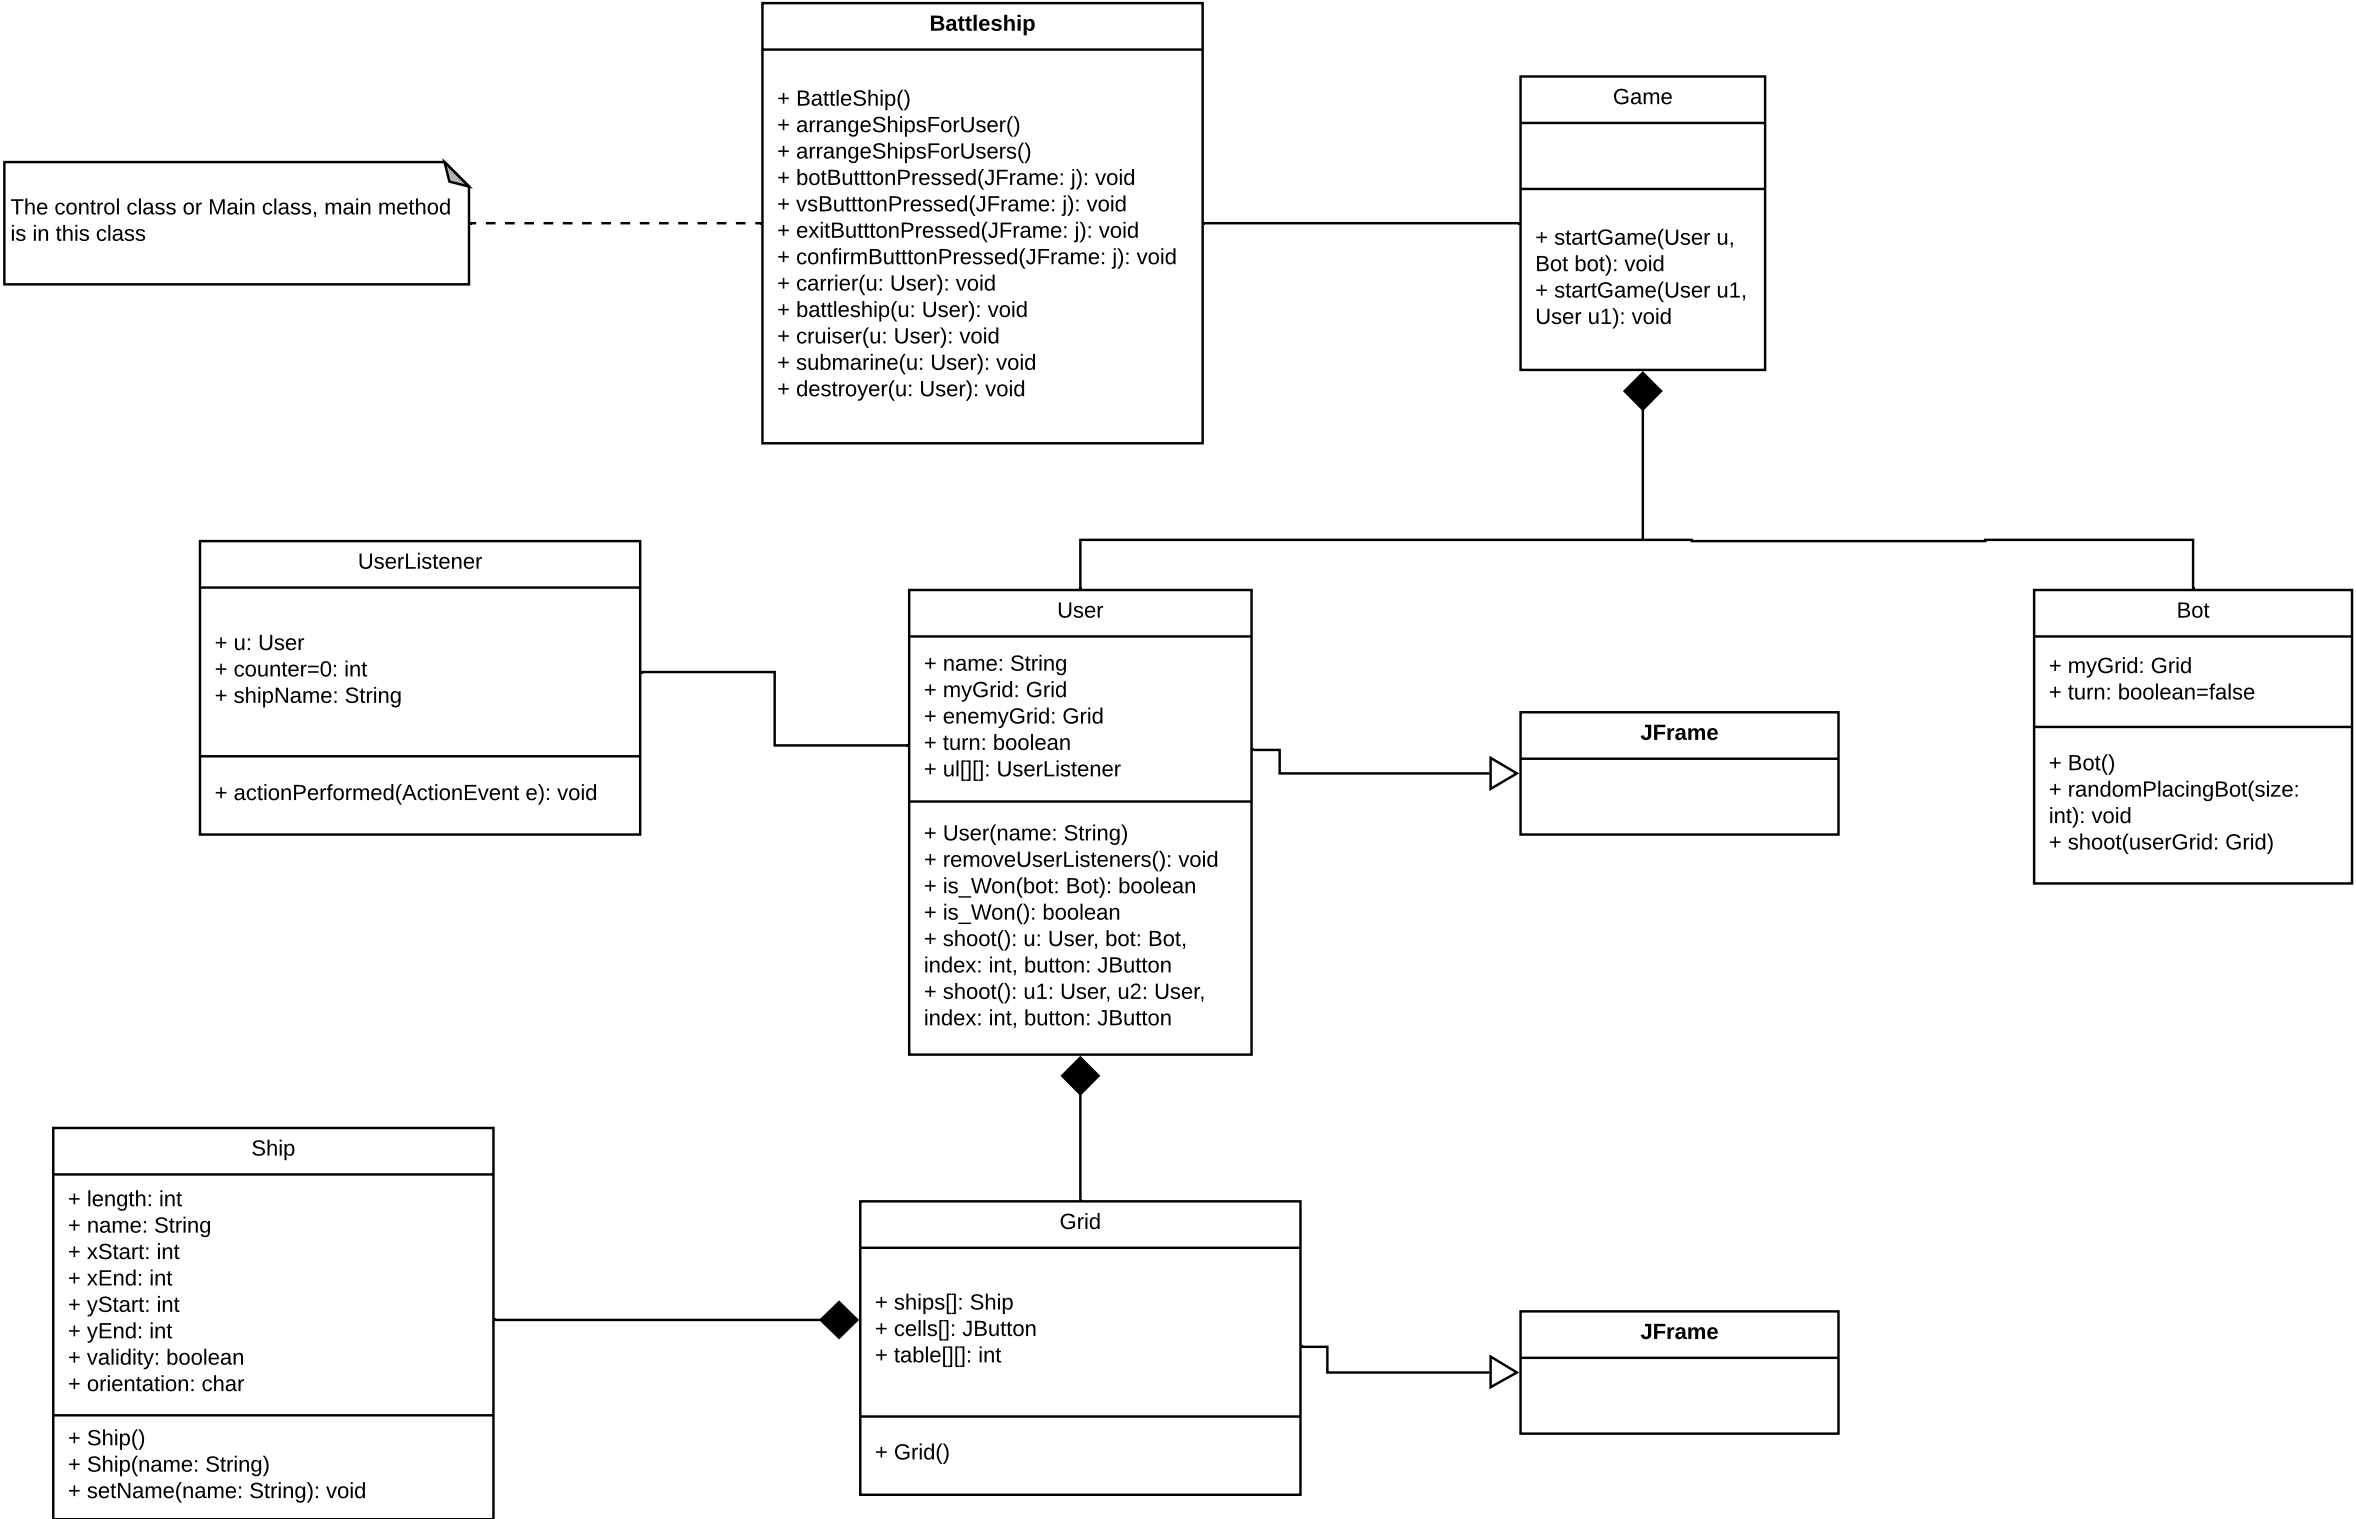 Battleship
+ BattleShip()
+ arrangeShipsForUser()
+ arrangeShipsForUsers()
+ botButttonPressed(JFrame: j): void
+ vsButttonPressed(JFrame: j): void
+ exitButttonPressed(JFrame: j): void
+ confirmButttonPressed(JFrame: j): void
+ carrier(u: User): void
+ battleship(u: User): void
+ cruiser(u: User): void
+ submarine(u: User): void
+ destroyer(u: User): void
Game
+ startGame(User u,
Bot bot): void
+ startGame(User u1,
User u1): void
The control class or Main class, main method
is in this class
UserListener
+ u: User
+ counter=0: int
+ shipName: String
+ actionPerformed(ActionEvent e): void
User
+ name: String
+ myGrid: Grid
+ enemyGrid: Grid
+ turn: boolean
+ ul[][]: UserListener
+ User(name: String)
+ removeUserListeners(): void
+ is_Won(bot: Bot): boolean
+ is_Won(): boolean
+ shoot(): u: User, bot: Bot,
index: int, button: JButton
+ shoot(): u1: User, u2: User,
index: int, button: JButton
JFrame
Bot
+ myGrid: Grid
+ turn: boolean=false
+ Bot()
+ randomPlacingBot(size:
int): void
+ shoot(userGrid: Grid)
Ship
+ length: int
+ name: String
+ xStart: int
+ xEnd: int
+ yStart: int
+ yEnd: int
+ validity: boolean
+ orientation: char
+ Ship()
+ Ship(name: String)
+ setName(name: String): void
Grid
+ ships[]: Ship
+ cells[]: JButton
+ table[][]: int
+ Grid()
JFrame